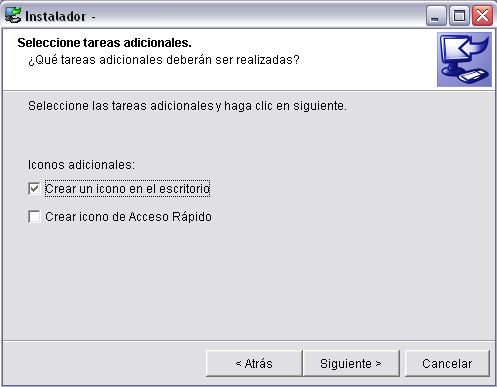 Instalador -
Seleccione tareas adicionales.
¿Qué tareas adicionales deberán ser realizadas?
Seleccione las tareas adicionales y haga clic en siguiente.
Iconos adicionales:
Crear un icono en el escritorio
Crear icono de Acceso Rápido
< Atrás
Siguiente >
Cancelar